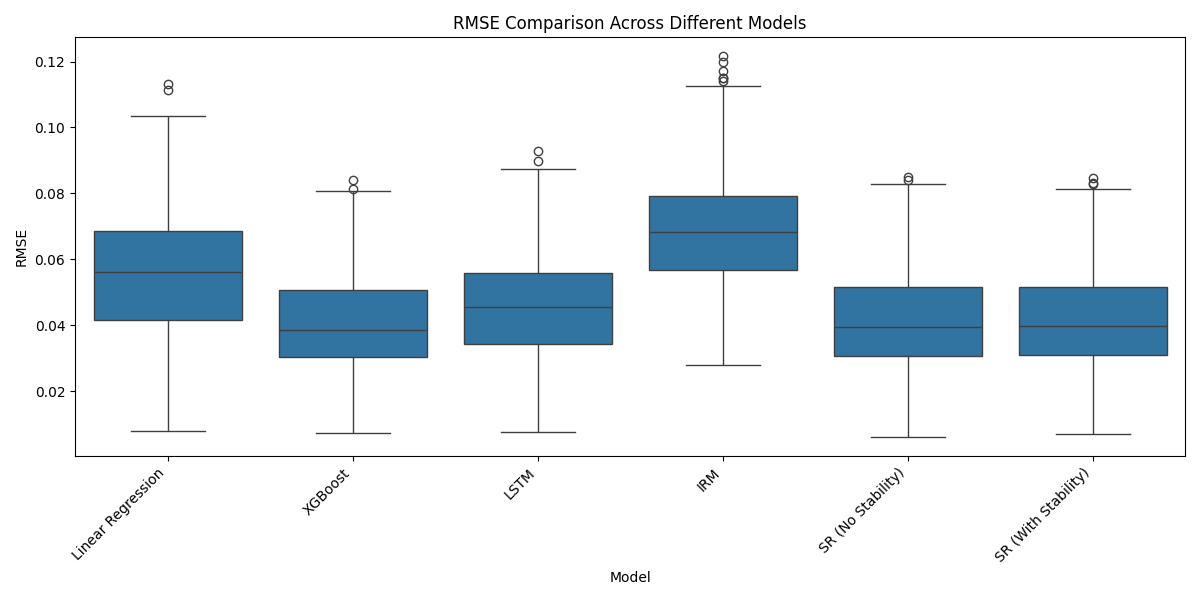 RMSE Comparison Across Different Models
RMSE
0.12
0.10
0.08
0.06
0.04
0.02
Linear Regression
XGBoost
LSTM
IRM
SR (No Stability)
SR (With Stability)
Model